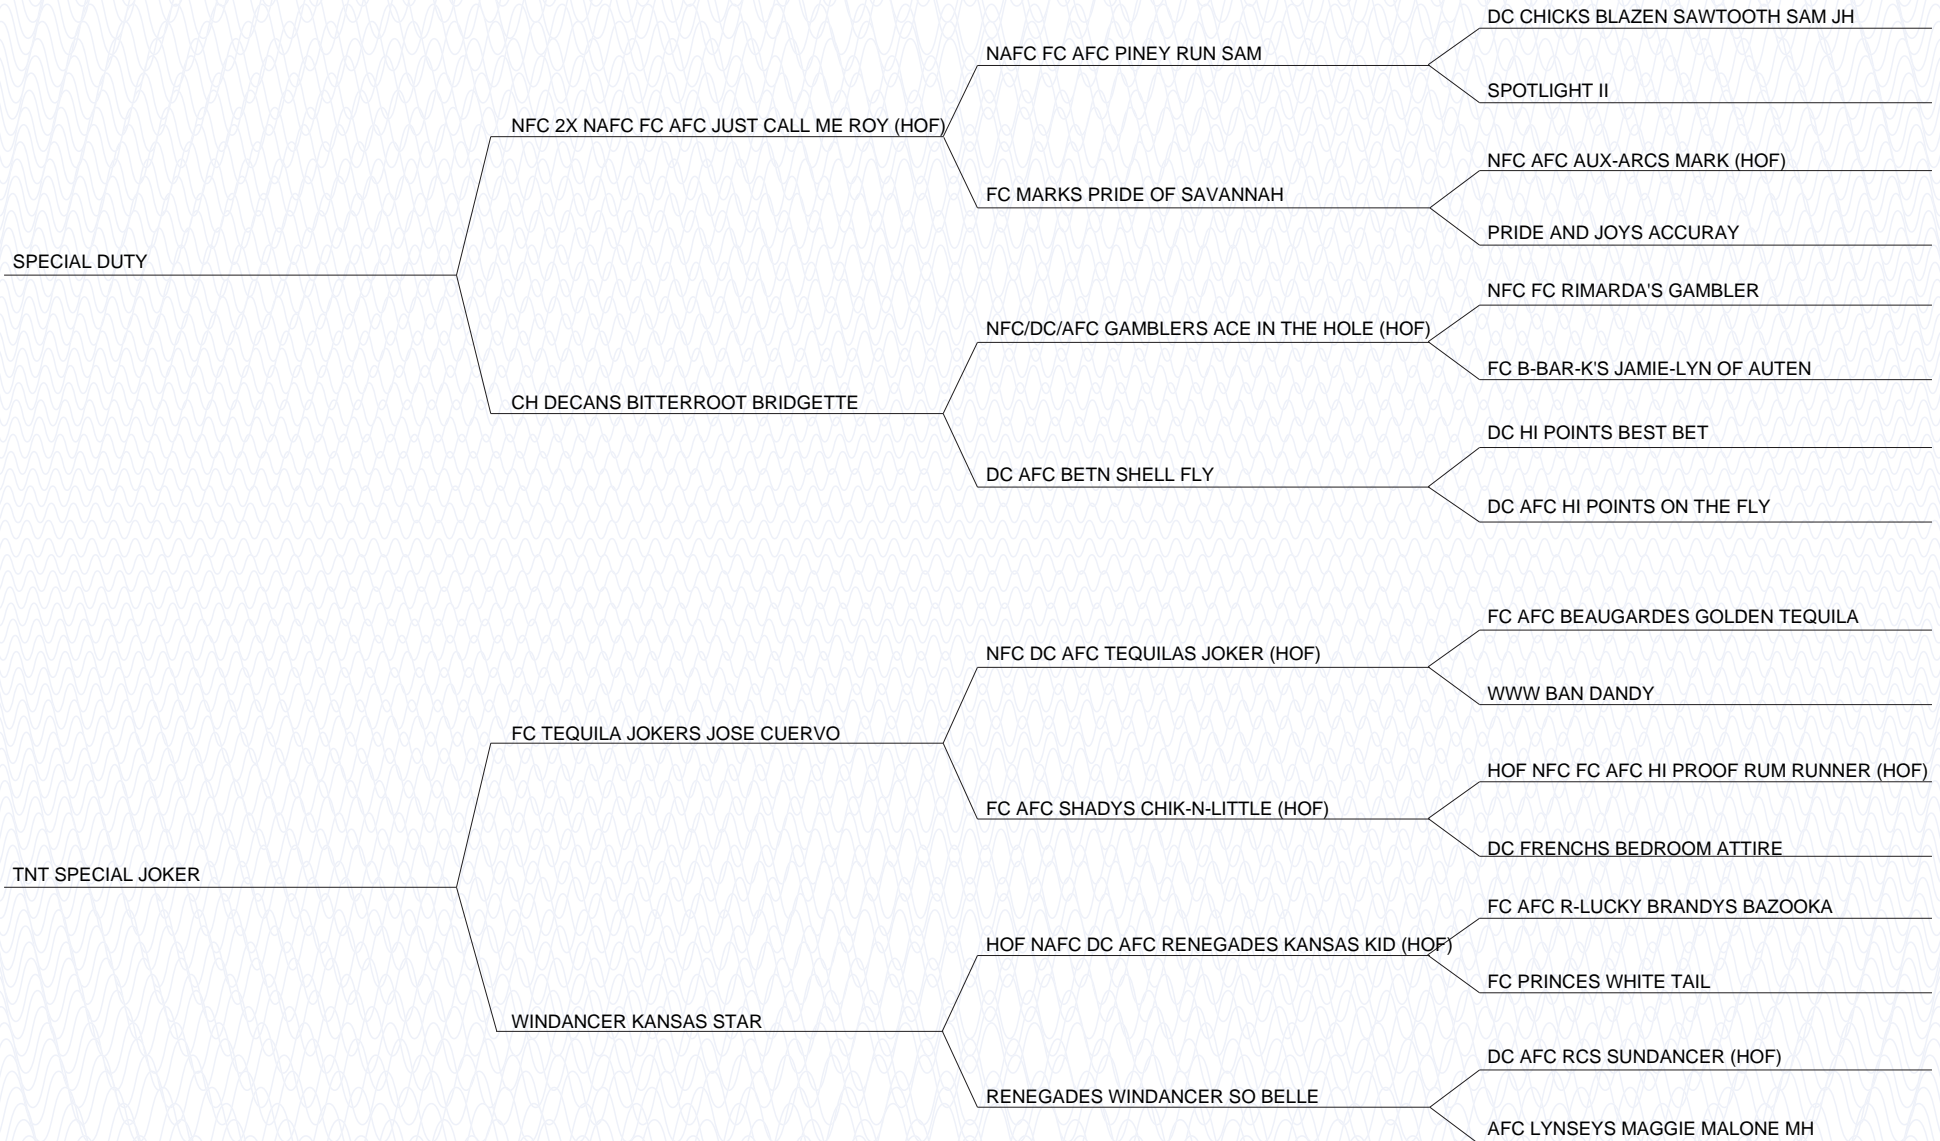 DC CHICKS BLAZEN SAWTOOTH SAM JH
NAFC FC AFC PINEY RUN SAM
SPOTLIGHT II
NFC 2X NAFC FC AFC JUST CALL ME ROY (HOF)
NFC AFC AUX-ARCS MARK (HOF)
FC MARKS PRIDE OF SAVANNAH
PRIDE AND JOYS ACCURAY
SPECIAL DUTY
NFC FC RIMARDA'S GAMBLER
NFC/DC/AFC GAMBLERS ACE IN THE HOLE (HOF)
FC B-BAR-K'S JAMIE-LYN OF AUTEN
CH DECANS BITTERROOT BRIDGETTE
DC HI POINTS BEST BET
DC AFC BETN SHELL FLY
DC AFC HI POINTS ON THE FLY
FC AFC BEAUGARDES GOLDEN TEQUILA
NFC DC AFC TEQUILAS JOKER (HOF)
WWW BAN DANDY
FC TEQUILA JOKERS JOSE CUERVO
HOF NFC FC AFC HI PROOF RUM RUNNER (HOF)
FC AFC SHADYS CHIK-N-LITTLE (HOF)
DC FRENCHS BEDROOM ATTIRE
TNT SPECIAL JOKER
FC AFC R-LUCKY BRANDYS BAZOOKA
HOF NAFC DC AFC RENEGADES KANSAS KID (HOF)
FC PRINCES WHITE TAIL
WINDANCER KANSAS STAR
DC AFC RCS SUNDANCER (HOF)
RENEGADES WINDANCER SO BELLE
AFC LYNSEYS MAGGIE MALONE MH